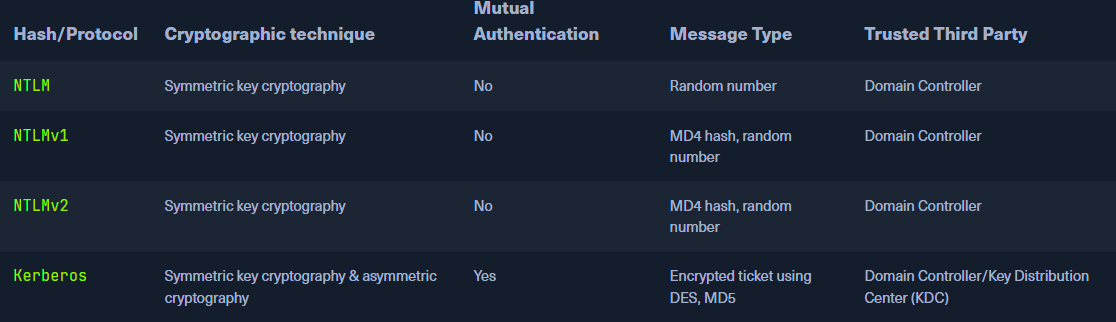 Hash/Protocol Cryptographic technique Mutual Authentication Message Type Trusted Third Party
NTLM Symmetric key cryptography No Random number Domain Controller
NTLMv1 Symmetric key cryptography No MD4 hash, random number Domain Controller
NTLMv2 Symmetric key cryptography No MD4 hash, random number Domain Controller
Kerberos Symmetric key cryptography & asymmetric cryptography Yes Encrypted ticket using DES, MD5 Domain Controller/Key Distribution Center (KDC)